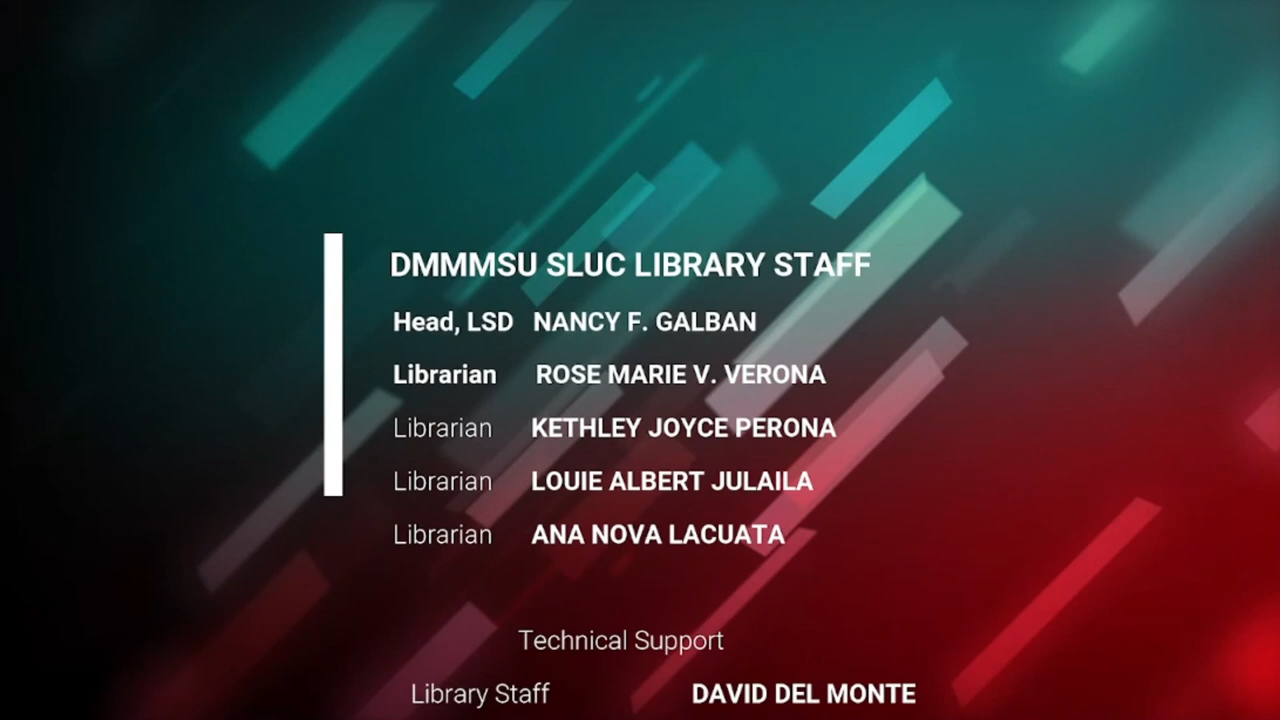 DMMMSU SLUC LIBRARY STAFF
Head, LSD NANCY F. GALBAN
Librarian ROSE MARIE V. VERONA
Librarian KETHLEY JOYCE PERONA
Librarian LOUIE ALBERT JULAILA
Librarian ANA NOVA LACUATA
Technical Support
Library Staff DAVID DEL MONTE